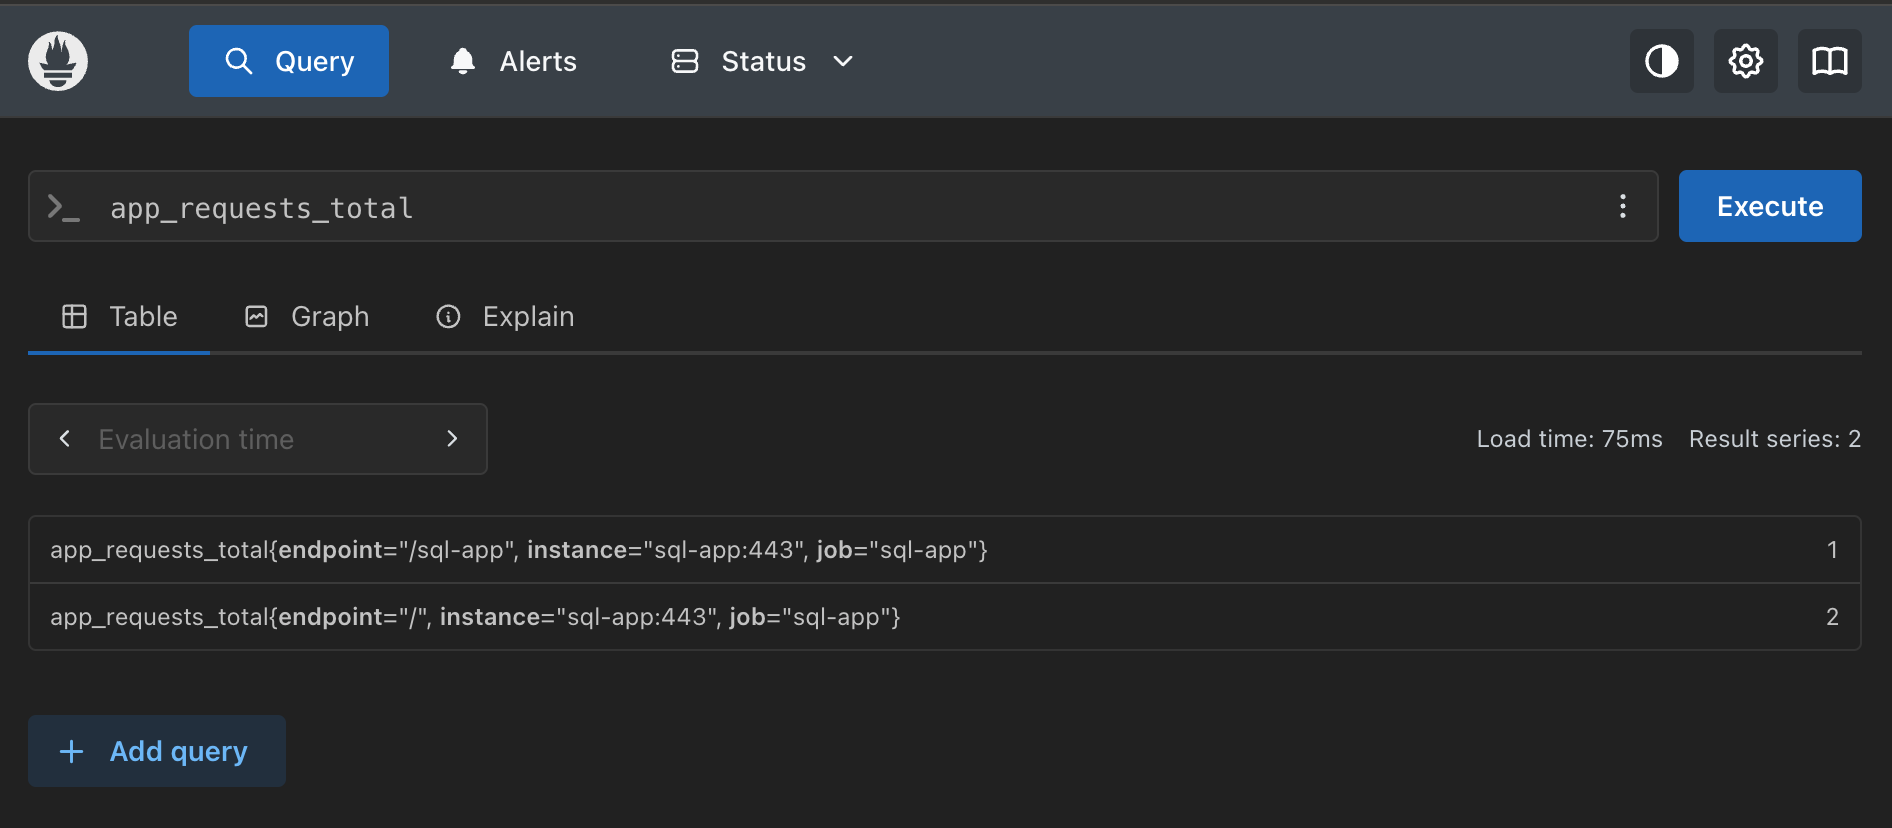 Query Alerts Status
>_ app_requests_total Execute
Table Graph Explain
Evaluation time Load time: 75ms Result series: 2
app_requests_total{endpoint="/sql-app", instance="sql-app:443", job="sql-app"} 1
app_requests_total{endpoint="/", instance="sql-app:443", job="sql-app"} 2
+ Add query